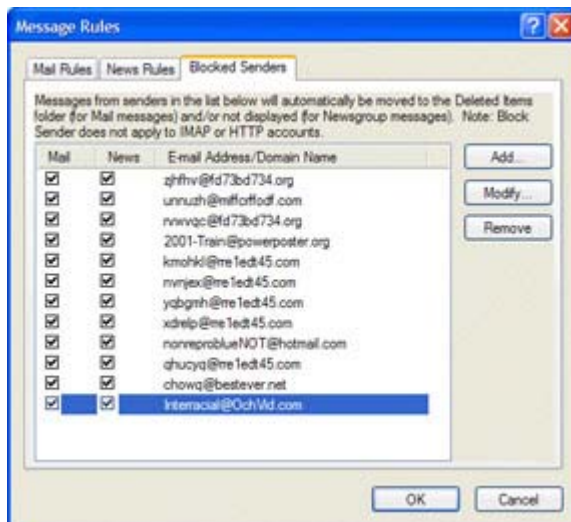 Message Rules
Mail Rules News Rules Blocked Senders
Messages from senders in the list below will automatically be moved to the Deleted Items
folder (for Mail messages) and/or not displayed (for Newsgroup messages). Note: Block
Sender does not apply to IMAP or HTTP accounts.
Mail News E-mail Address/Domain Name
Add...
Modify...
Remove
zjhfhv@fd73bd734.org
unnuzh@miffcrffodf.com
rvwvqc@fd73bd734.org
2001-Train@powerposter.org
kmohkl@rre1edt45.com
nvnjex@rre1edt45.com
yqbgmh@rre1edt45.com
xdrelp@rre1edt45.com
nonreproblueNOT@hotmail.com
qhucyq@rre1edt45.com
chowq@bestever.net
Interracial@OchVid.com
OK Cancel